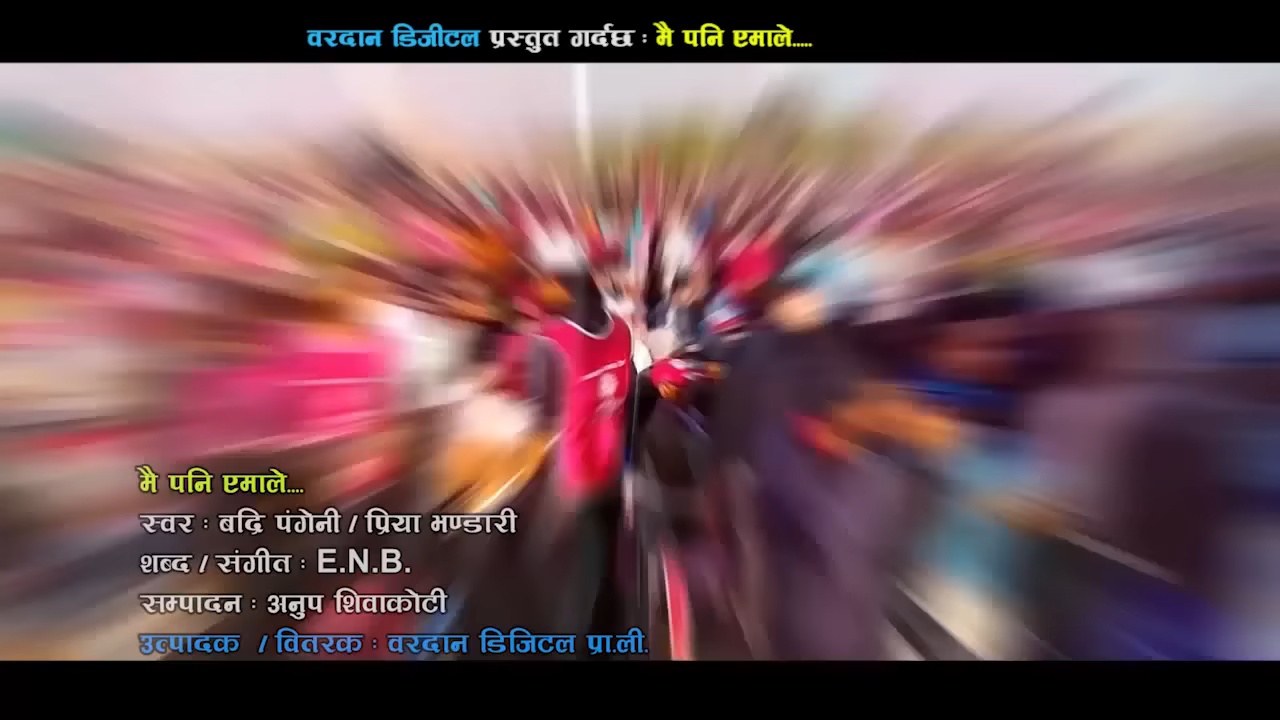 वरदान डिजीटल प्रस्तुत गर्दछ : मै पनि एमाले.....
मै पनि एमाले....
स्वर : बद्रि पंगेनी / प्रिया भण्डारी
शब्द / संगीत : E.N.B.
सम्पादन : अनुप शिवाकोटी
उत्पादक / वितरक : वरदान डिजिटल प्रा.ली.